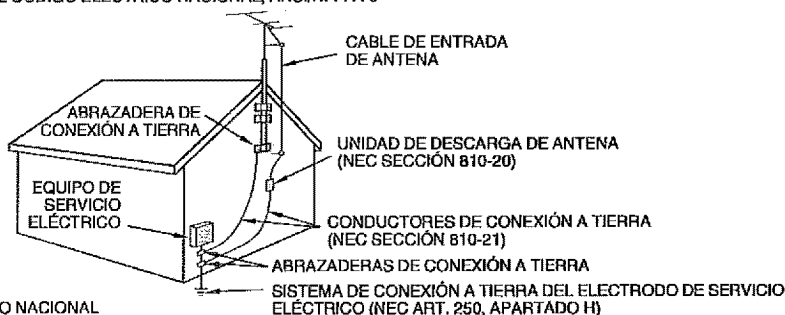 CABLE DE ENTRADA
DE ANTENA
ABRAZADERA DE
CONEXIÓN A TIERRA
UNIDAD DE DESCARGA DE ANTENA
(NEC SECCIÓN 810-20)
EQUIPO DE
SERVICIO
ELÉCTRICO
CONDUCTORES DE CONEXIÓN A TIERRA
(NEC SECCIÓN 810-21)
ABRAZADERAS DE CONEXIÓN A TIERRA
SISTEMA DE CONEXIÓN A TIERRA DEL ELECTRODO DE SERVICIO
ELÉCTRICO (NEC ART. 250, APARTADO H)
O NACIONAL